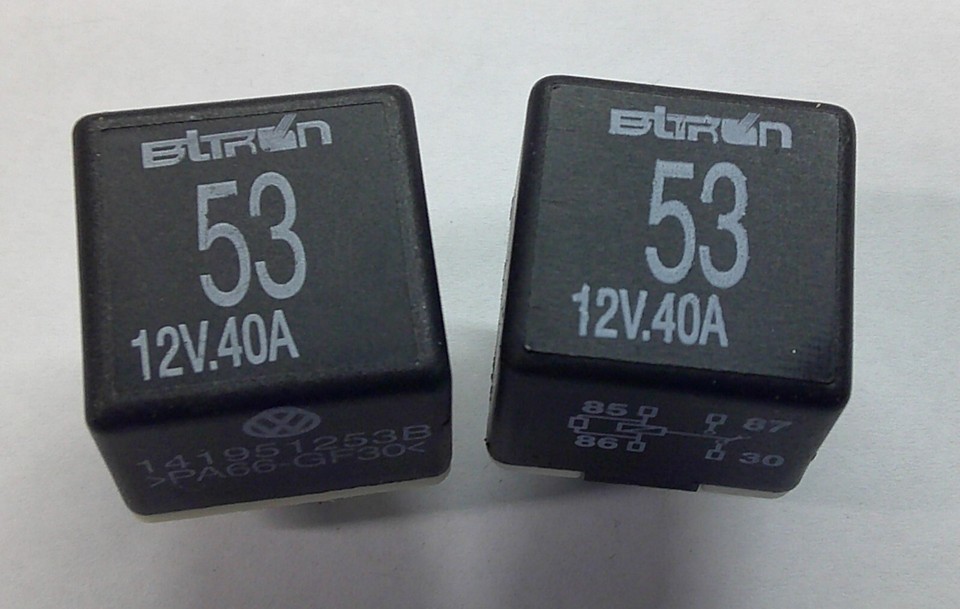 Bitron
53
12V.40A
141951253B
>PA66-GF30<
Bitron
53
12V.40A
85
87
86
30